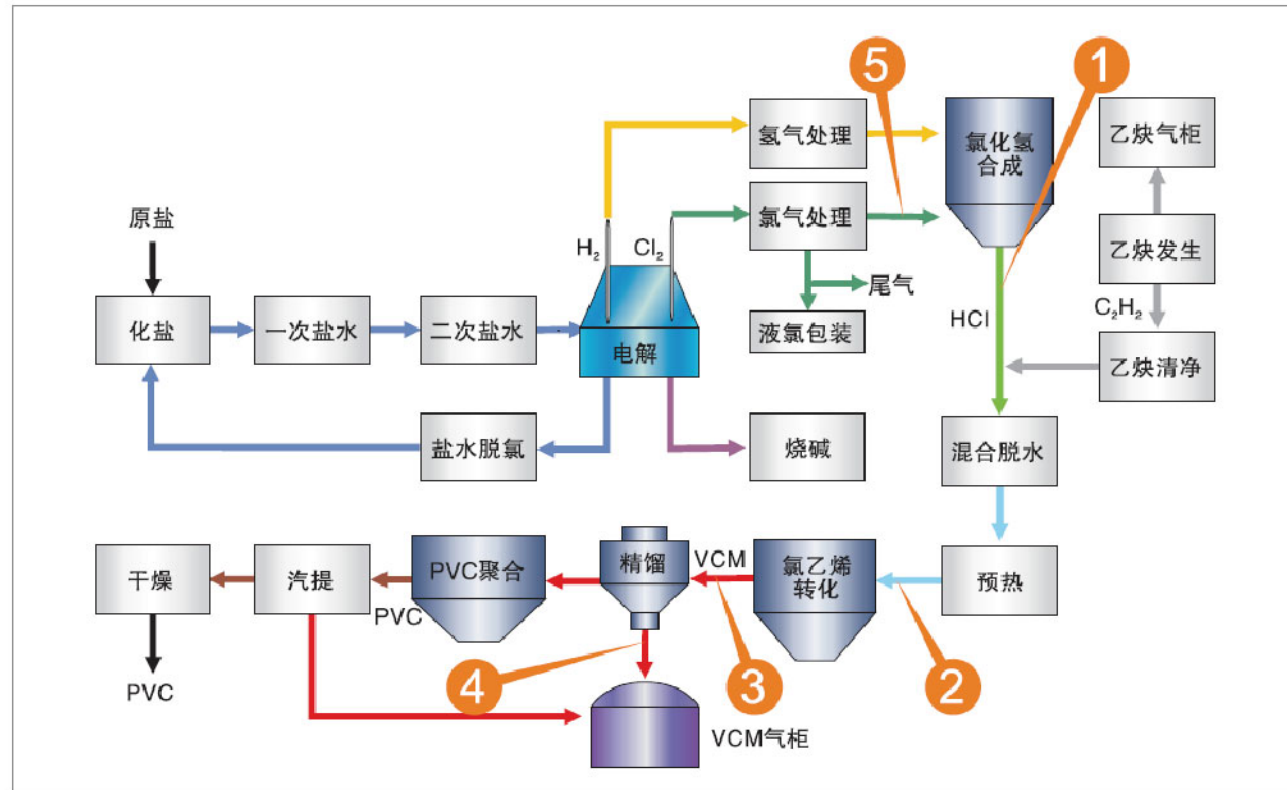 5
1
氢气处理
氯化氢
合成
乙炔气柜
原盐
H₂
Cl₂
氯气处理
乙炔发生
尾气
化盐
一次盐水
二次盐水
电解
液氯包装
HCl
C₂H₂
乙炔清净
盐水脱氯
烧碱
混合脱水
干燥
汽提
PVC聚合
PVC
精馏
VCM
氯乙烯
转化
预热
4
3
2
PVC
VCM气柜